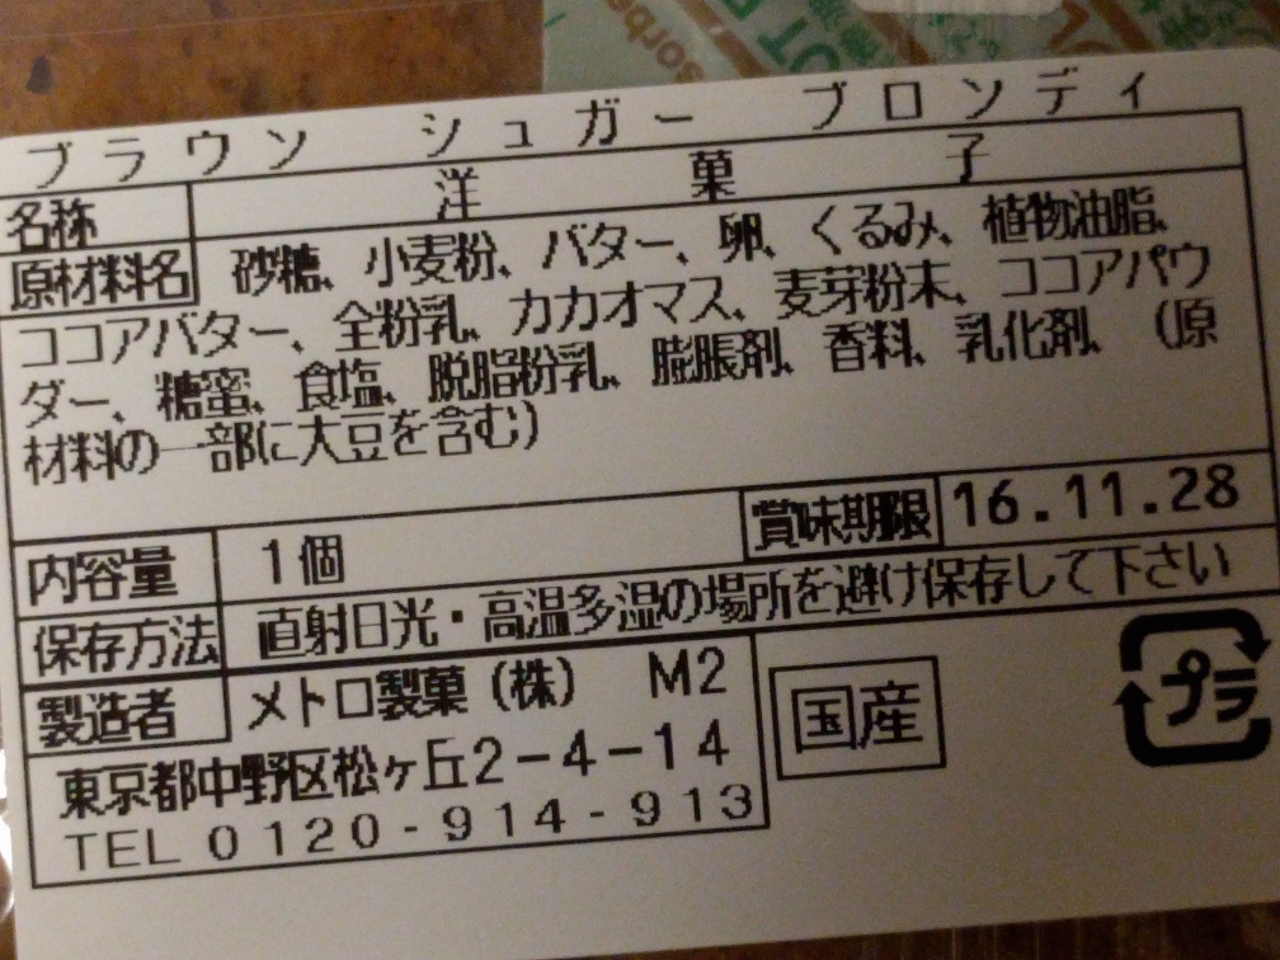 ブラウン シュガー ブロンディ
名称 洋菓子
原材料名 砂糖、小麦粉、バター、卵、くるみ、植物油脂、
ココアバター、全粉乳、カカオマス、麦芽粉末、ココアパウ
ダー、糖蜜、食塩、脱脂粉乳、膨脹剤、香料、乳化剤、（原
材料の一部に大豆を含む）
内容量 1個 賞味期限 16.11.28
保存方法 直射日光・高温多湿の場所を避け保存して下さい
製造者 メトロ製菓（株） M2
東京都中野区松ヶ丘2-4-14
TEL 0120-914-913
国産
プラ